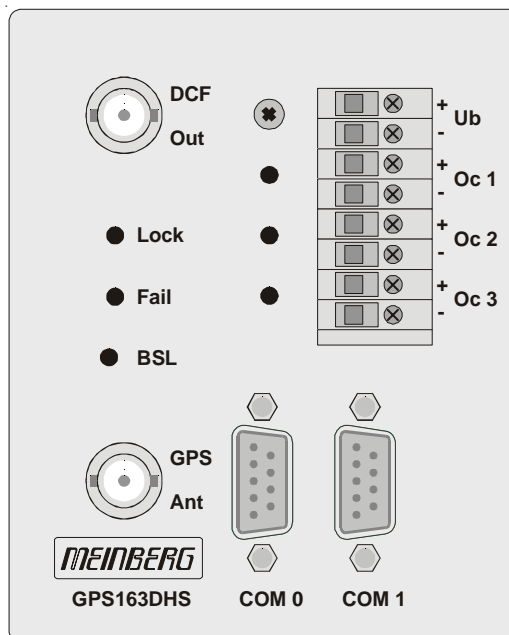 DCF
Out
+
Ub
-
+
Oc 1
-
+
Oc 2
-
+
Oc 3
-
Lock
Fail
BSL
GPS
Ant
MEINBERG
GPS163DHS
COM 0
COM 1